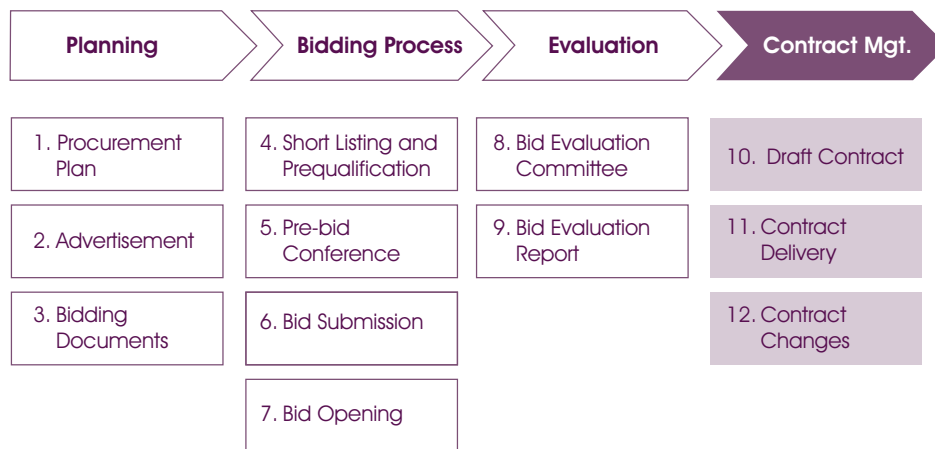 Planning
Bidding Process
Evaluation
Contract Mgt.
1. Procurement
Plan
2. Advertisement
3. Bidding
Documents
4. Short Listing and
Prequalification
5. Pre-bid
Conference
6. Bid Submission
7. Bid Opening
8. Bid Evaluation
Committee
9. Bid Evaluation
Report
10. Draft Contract
11. Contract
Delivery
12. Contract
Changes